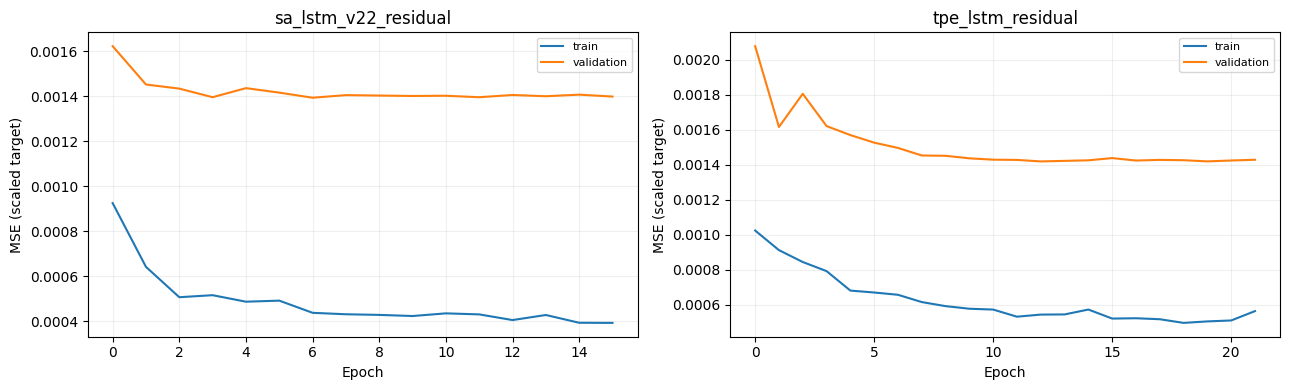 sa_lstm_v22_residual
train
validation
MSE (scaled target)
0.0016
0.0014
0.0012
0.0010
0.0008
0.0006
0.0004
0 2 4 6 8 10 12 14
Epoch
tpe_lstm_residual
train
validation
MSE (scaled target)
0.0020
0.0018
0.0016
0.0014
0.0012
0.0010
0.0008
0.0006
0 5 10 15 20
Epoch